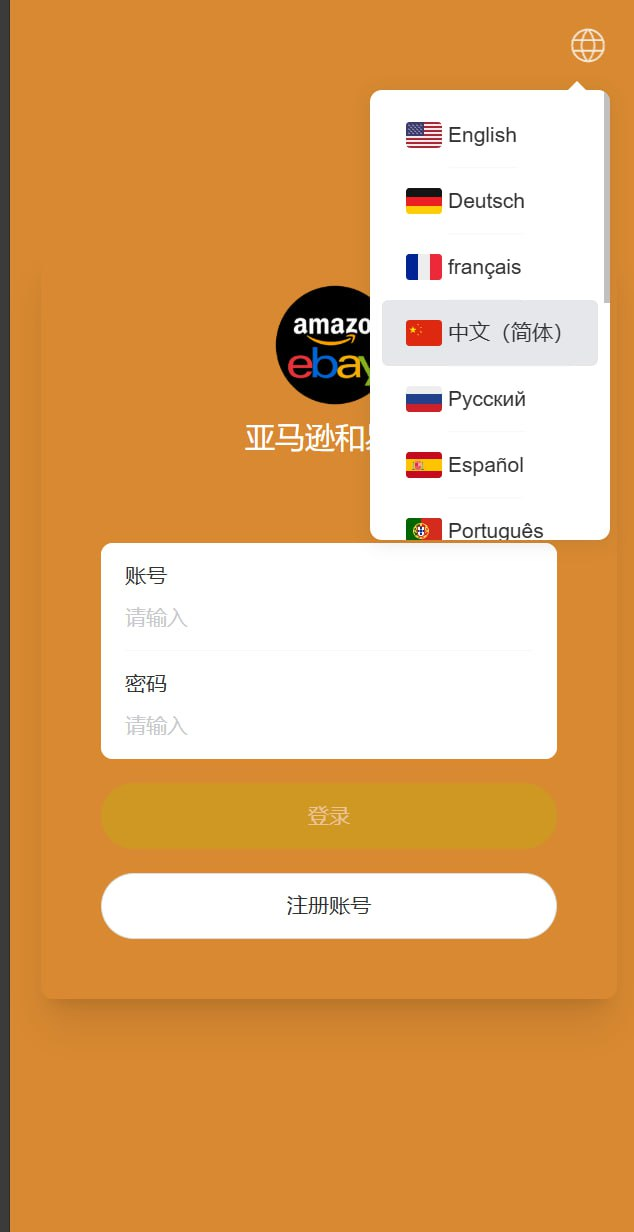 English
Deutsch
français
中文（简体）
Русский
Español
Português
amazo
ebay
亚马逊和
账号
请输入
密码
请输入
登录
注册账号